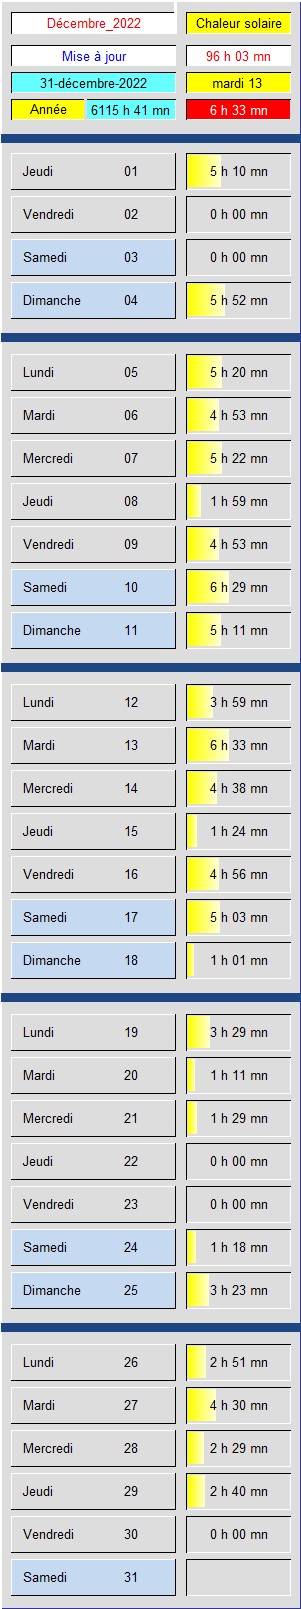 Décembre_2022 Chaleur solaire
Mise à jour 96 h 03 mn
31-décembre-2022 mardi 13
Année 6115 h 41 mn 6 h 33 mn
Jeudi 01 5 h 10 mn
Vendredi 02 0 h 00 mn
Samedi 03 0 h 00 mn
Dimanche 04 5 h 52 mn
Lundi 05 5 h 20 mn
Mardi 06 4 h 53 mn
Mercredi 07 5 h 22 mn
Jeudi 08 1 h 59 mn
Vendredi 09 4 h 53 mn
Samedi 10 6 h 29 mn
Dimanche 11 5 h 11 mn
Lundi 12 3 h 59 mn
Mardi 13 6 h 33 mn
Mercredi 14 4 h 38 mn
Jeudi 15 1 h 24 mn
Vendredi 16 4 h 56 mn
Samedi 17 5 h 03 mn
Dimanche 18 1 h 01 mn
Lundi 19 3 h 29 mn
Mardi 20 1 h 11 mn
Mercredi 21 1 h 29 mn
Jeudi 22 0 h 00 mn
Vendredi 23 0 h 00 mn
Samedi 24 1 h 18 mn
Dimanche 25 3 h 23 mn
Lundi 26 2 h 51 mn
Mardi 27 4 h 30 mn
Mercredi 28 2 h 29 mn
Jeudi 29 2 h 40 mn
Vendredi 30 0 h 00 mn
Samedi 31